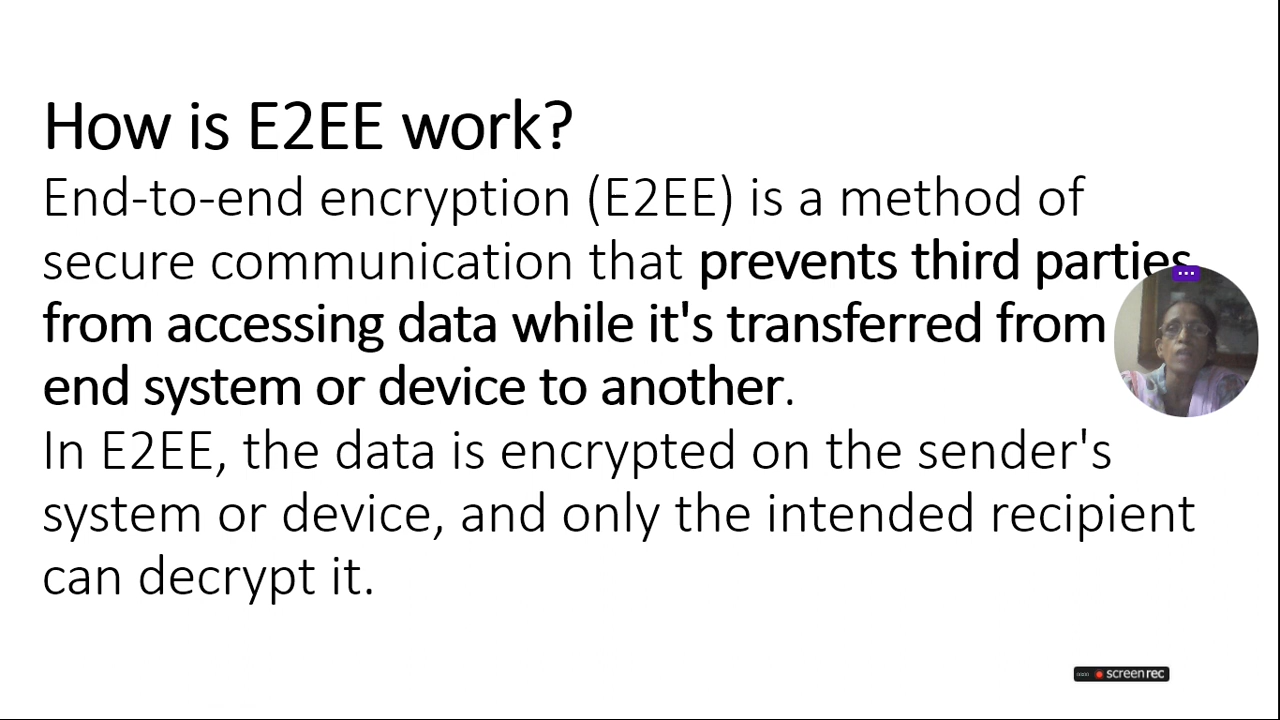 How is E2EE work?
End-to-end encryption (E2EE) is a method of
secure communication that prevents third parties
from accessing data while it's transferred from
end system or device to another.
In E2EE, the data is encrypted on the sender's
system or device, and only the intended recipient
can decrypt it.
screenrec